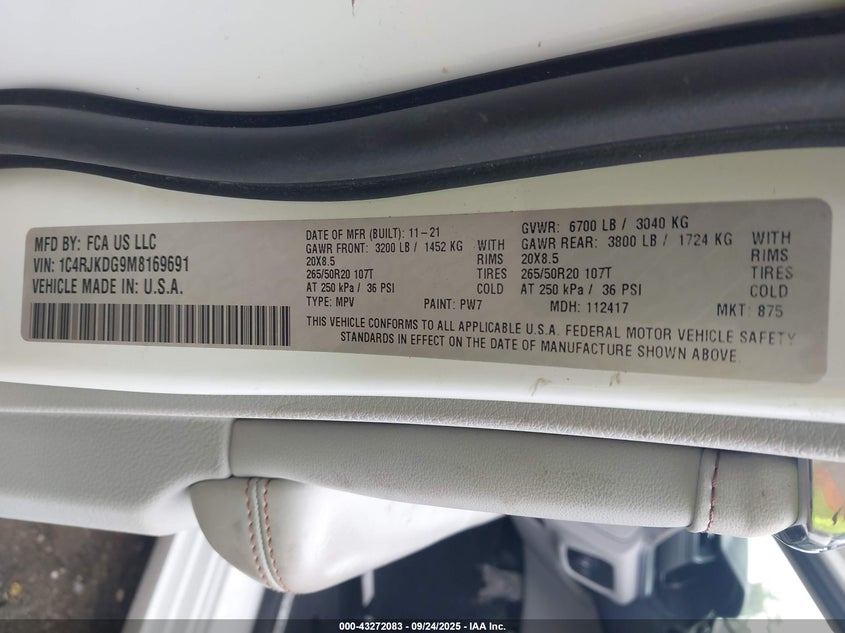 MFD BY: FCA US LLC
VIN: 1C4RJKDG9M8169691
VEHICLE MADE IN: U.S.A.
DATE OF MFR (BUILT): 11-21
GAWR FRONT: 3200 LB / 1452 KG WITH
20X8.5 RIMS
265/50R20 107T TIRES
AT 250 kPa / 36 PSI COLD
TYPE: MPV PAINT: PW7
GVWR: 6700 LB / 3040 KG
GAWR REAR: 3800 LB / 1724 KG WITH
20X8.5 RIMS
265/50R20 107T TIRES
AT 250 kPa / 36 PSI COLD
MDH: 112417 MKT: 875
THIS VEHICLE CONFORMS TO ALL APPLICABLE U.S.A. FEDERAL MOTOR VEHICLE SAFETY
STANDARDS IN EFFECT ON THE DATE OF MANUFACTURE SHOWN ABOVE.
000-43272083 - 09/24/2025 - IAA Inc.